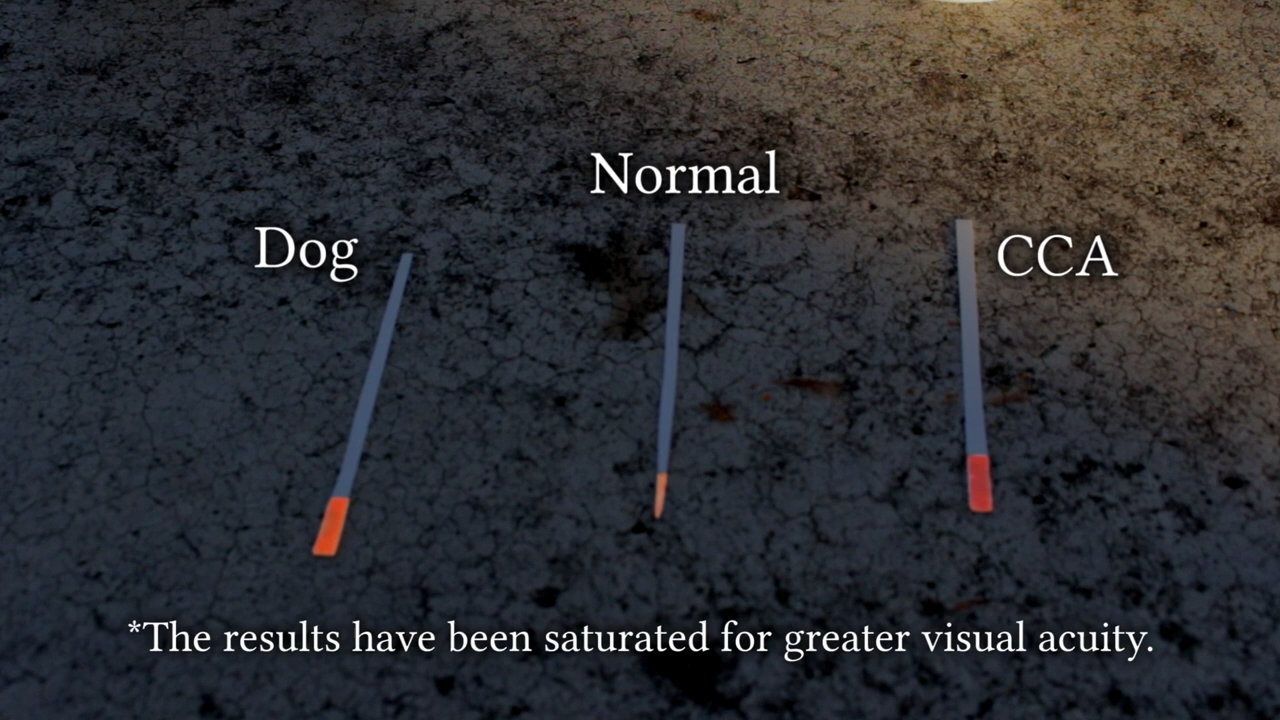 Normal
Dog
CCA
*The results have been saturated for greater visual acuity.